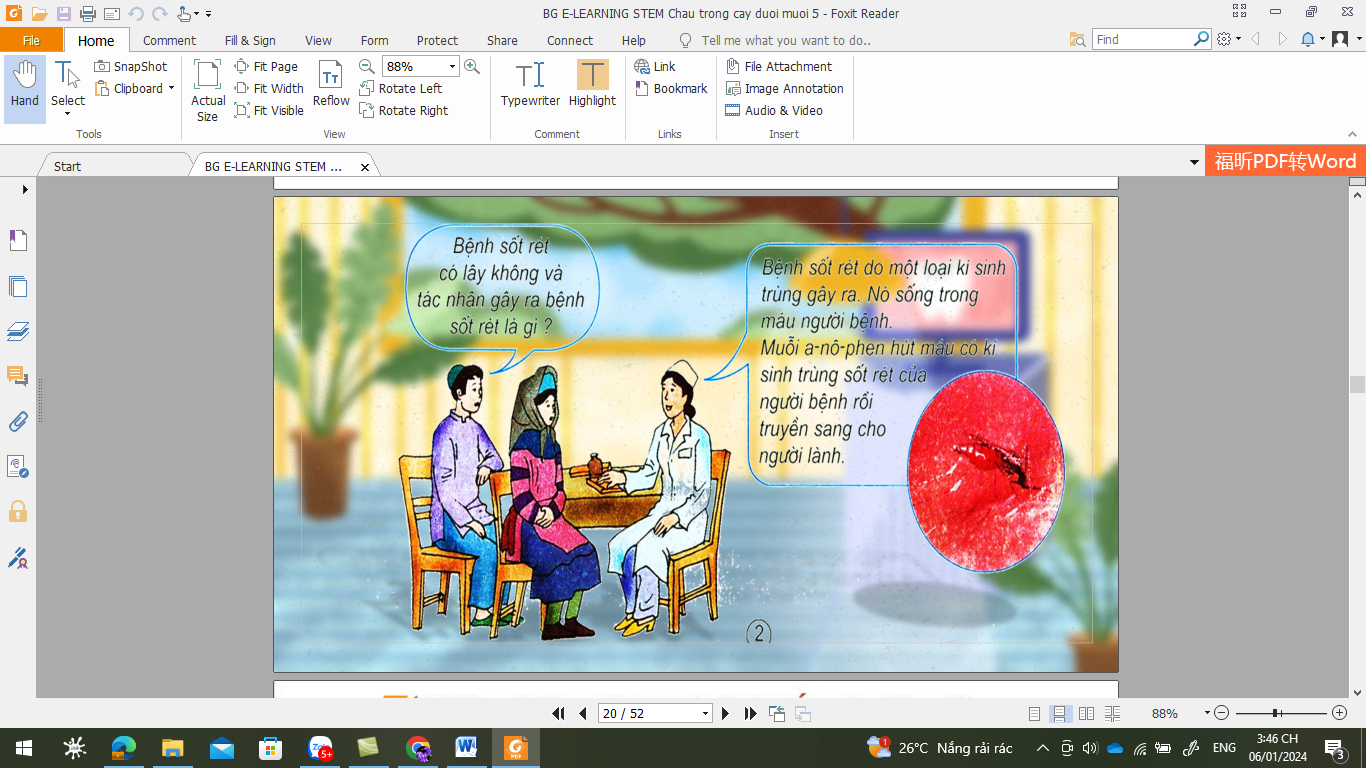 BG E-LEARNING STEM Chau trong cay duoi muoi 5 - Foxit Reader
File
Home
Comment
Fill & Sign
View
Form
Protect
Share
Connect
Help
Tell me what you want to do..
Find
Hand
Select
SnapShot
Clipboard
Actual
Size
Fit Page
Fit Width
Fit Visible
Reflow
88%
Rotate Left
Rotate Right
Typewriter
Highlight
Link
Bookmark
File Attachment
Image Annotation
Audio & Video
Tools
View
Comment
Links
Insert
Start
BG E-LEARNING STEM ...
福昕PDF转Word
Bệnh sốt rét
có lây không và
tác nhân gây ra bệnh
sốt rét là gì ?
Bệnh sốt rét do một loại kí sinh
trùng gây ra. Nó sống trong
máu người bệnh.
Muỗi a-nô-phen hút máu có kí
sinh trùng sốt rét của
người bệnh rồi
truyền sang cho
người lành.
2
20 / 52
88%
Zalo
5+
W
PDF
1
26°C Nắng rải rác
ENG
3:46 CH
06/01/2024
3